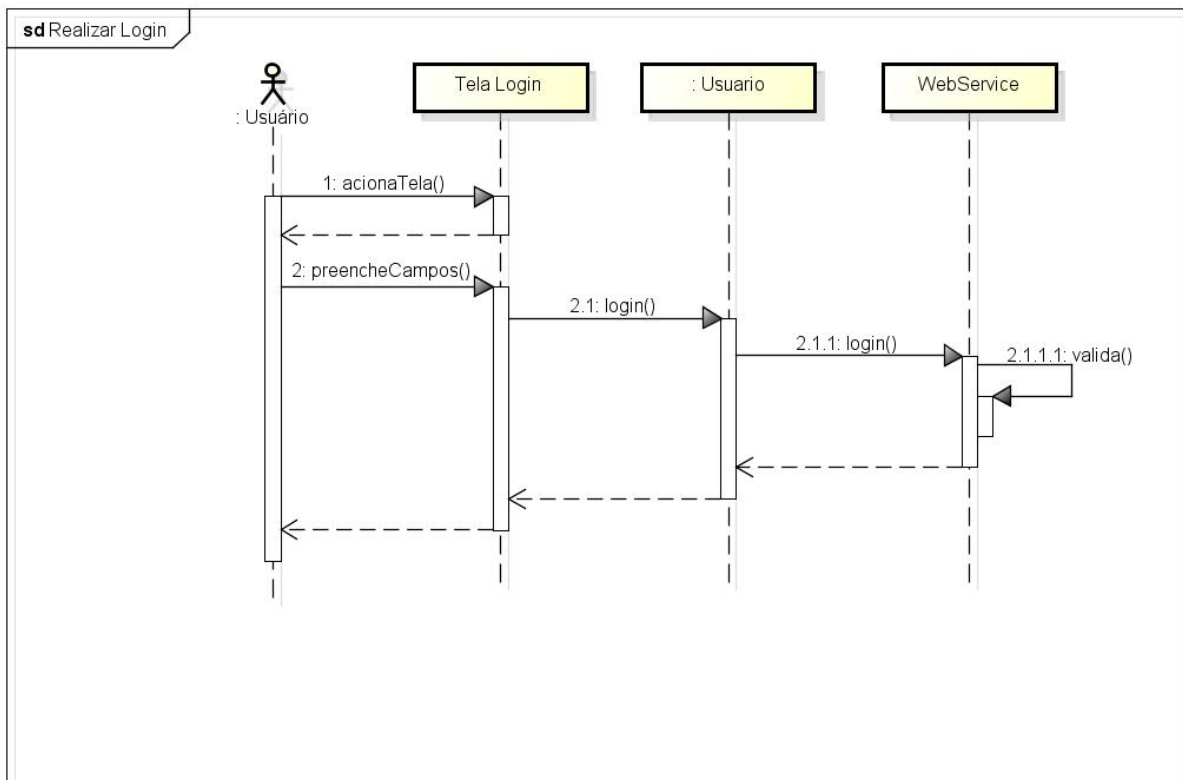 sd Realizar Login
: Usuário
Tela Login
: Usuario
WebService
1: acionaTela()
2: preencheCampos()
2.1: login()
2.1.1: login()
2.1.1.1: valida()